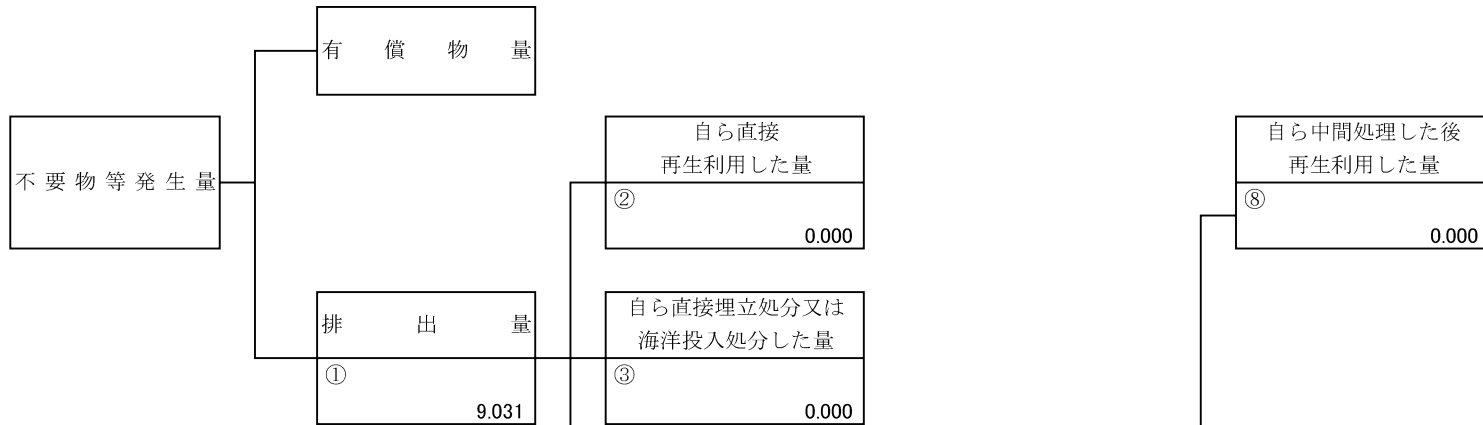 有償物量
不要物等発生量
自ら直接
再生利用した量
②
0.000
自ら中間処理した後
再生利用した量
⑧
0.000
排出量
①
9.031
自ら直接埋立処分又は
海洋投入処分した量
③
0.000